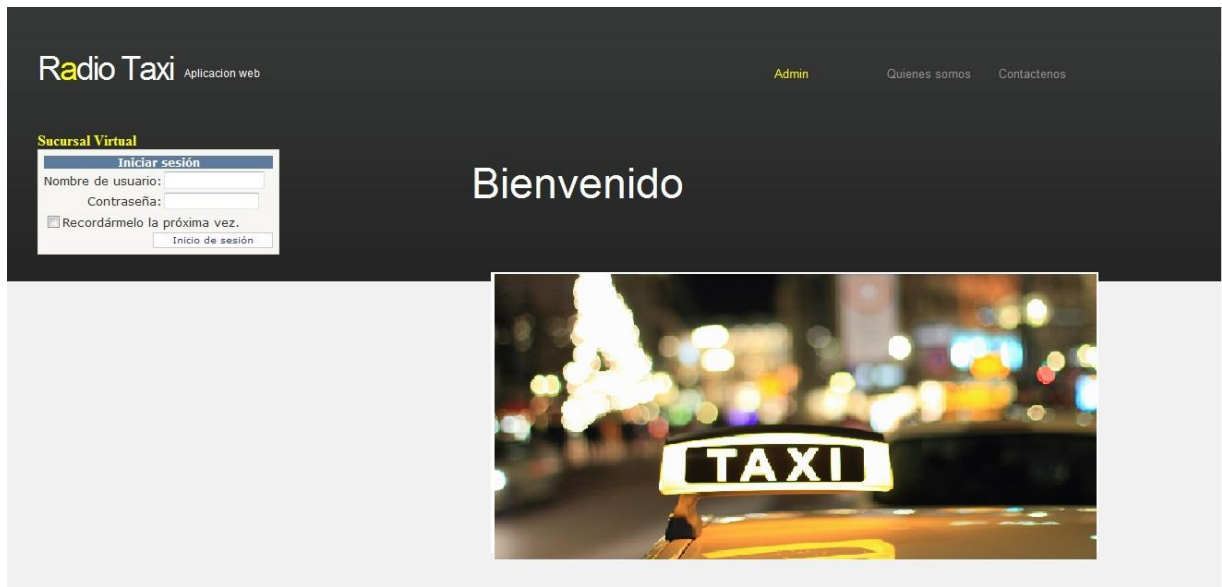 Radio Taxi Aplicacion web
Admin Quienes somos Contactenos
Sucursal Virtual
Iniciar sesión
Nombre de usuario:
Contraseña:
Recordármelo la próxima vez.
Inicio de sesión
Bienvenido
TAXI